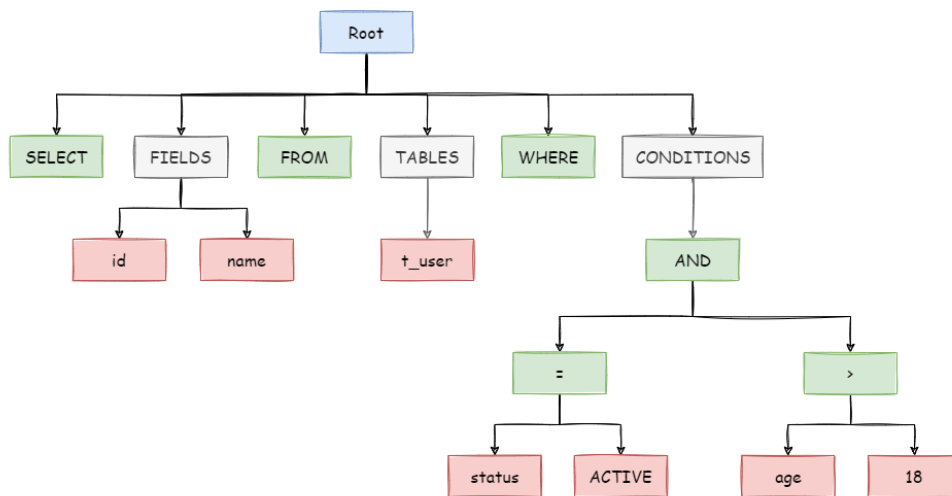 Root
SELECT FIELDS FROM TABLES WHERE CONDITIONS
id name t_user AND
= >
status ACTIVE age 18